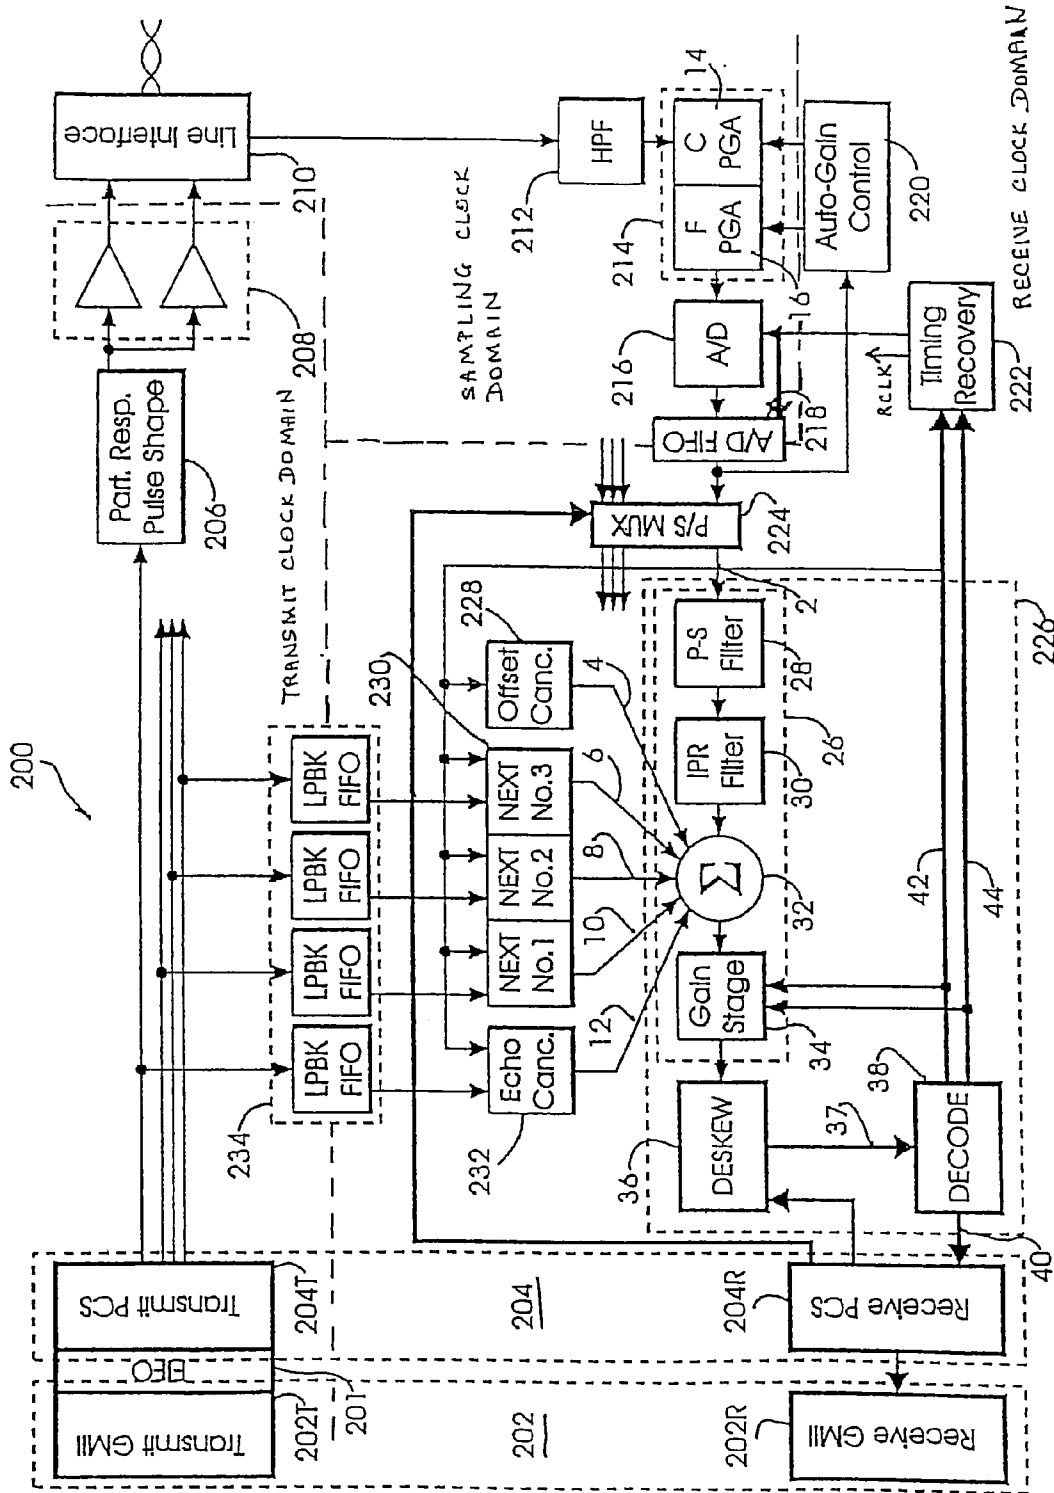 200
Transmit GMII
202T
FIFO
201
Transmit PCS
204T
Part. Resp.
Pulse Shape
206
208
Line Interface
210
TRANSMIT CLOCK DOMAIN
234
LPBK
FIFO
LPBK
FIFO
LPBK
FIFO
LPBK
FIFO
SAMPLING CLOCK
DOMAIN
HPF
212
202
204
Echo
Canc.
232
NEXT
No.1
NEXT
No.2
NEXT
No.3
230
Offset
Canc.
228
12
10
8
6
4
2
P/S MUX
224
A/D FIFO
218
A/D
216
F
PGA
16
C
PGA
14
214
DESKEW
36
Gain
Stage
34
Σ
32
IPR
Filter
30
P-S
Filter
28
26
Auto-Gain
Control
220
RECEIVE CLOCK DOMAIN
Receive GMII
202R
Receive PCS
204R
40
DECODE
38
37
42
44
RCLK
Timing
Recovery
222
226